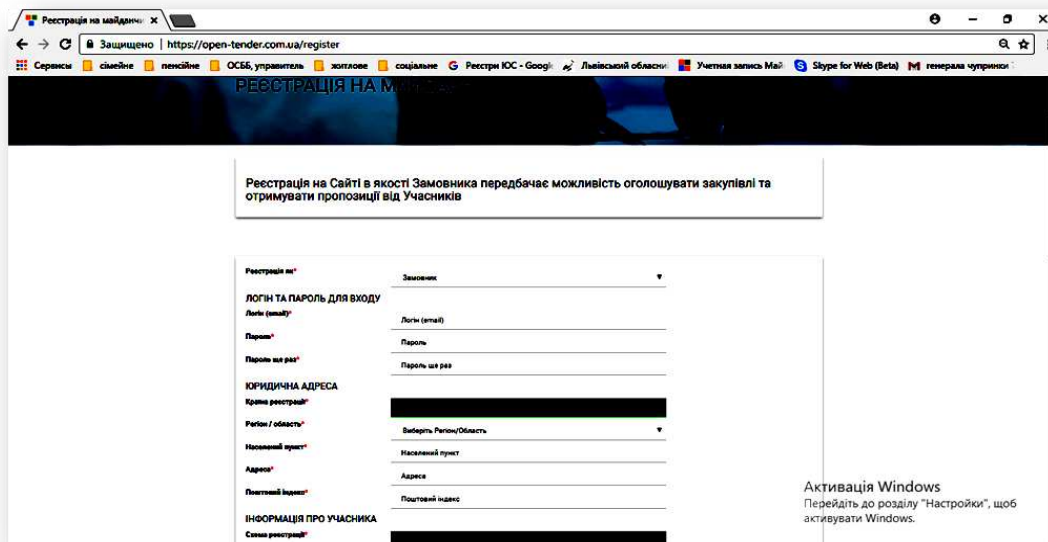 Реєстрація на майданчи
Защищено | https://open-tender.com.ua/register
Сервисы сімейне пенсійне ОСББ, управитель житлове соціальне Реєстри ЮС - Googl Львівський обласни Учетная запись Май Skype for Web (Beta) генерала чупринки
РЕЄСТРАЦІЯ НА
Реєстрація на Сайті в якості Замовника передбачає можливість оголошувати закупівлі та
отримувати пропозиції від Учасників
Реєстрація як* Замовник
ЛОГІН ТА ПАРОЛЬ ДЛЯ ВХОДУ
Логін (email)* Логін (email)
Пароль* Пароль
Пароль ще раз* Пароль ще раз
ЮРИДИЧНА АДРЕСА
Країна реєстрації*
Регіон / область* Виберіть Регіон/Область
Населений пункт* Населений пункт
Адреса* Адреса
Поштовий індекс* Поштовий індекс
ІНФОРМАЦІЯ ПРО УЧАСНИКА
Схема реєстрації*
Активація Windows
Перейдіть до розділу "Настройки", щоб
активувати Windows.